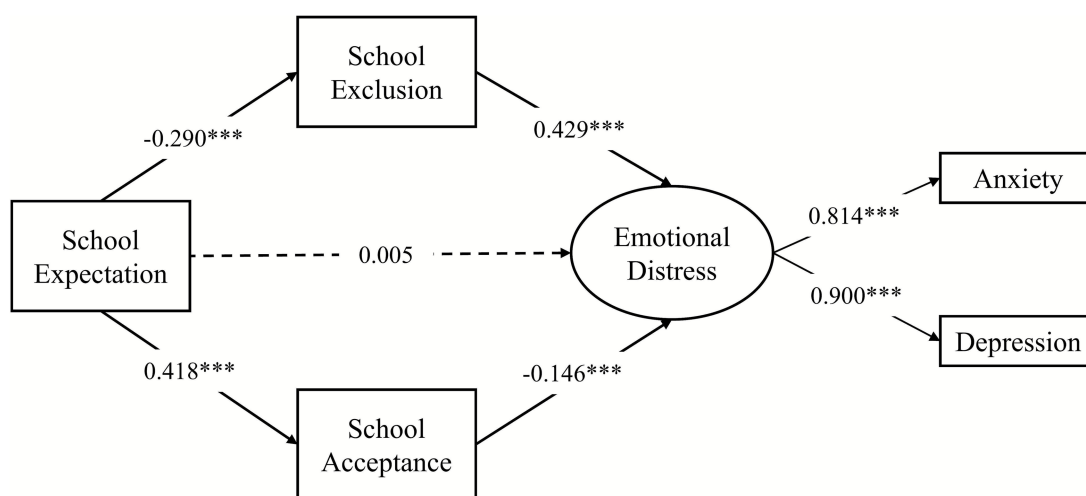 School
Exclusion
-0.290***
0.429***
Anxiety
0.814***
School
Expectation
0.005
Emotional
Distress
0.900***
Depression
0.418***
-0.146***
School
Acceptance